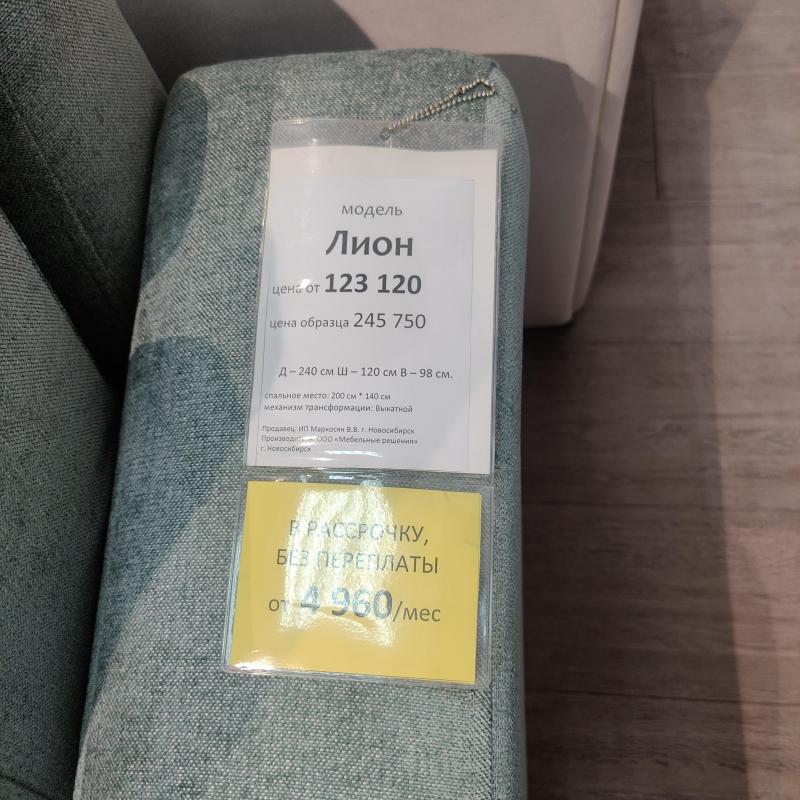 модель
Лион
цена от 123 120
цена образца 245 750
Д – 240 см Ш – 120 см В – 98 см.
спальное место: 200 см * 140 см
механизм трансформации: Выкатной
Продавец: ИП Маркосян В.В. г. Новосибирск
ООО «Мебельные решения»
г. Новосибирск
В РАССРОЧКУ,
БЕЗ ПЕРЕПЛАТЫ
от 4 960/мес